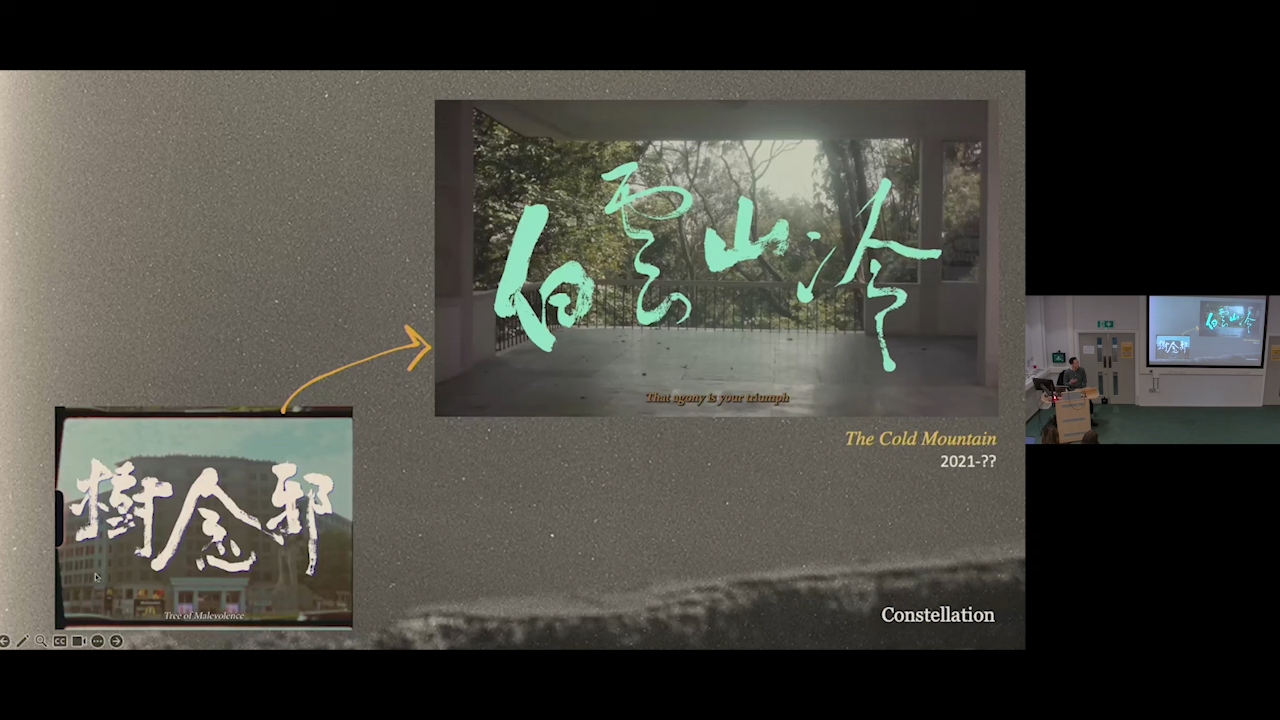 白雲山冷
That agony is your triumph
The Cold Mountain
2021-??
樹念邪
Tree of Malevolence
Constellation
CC